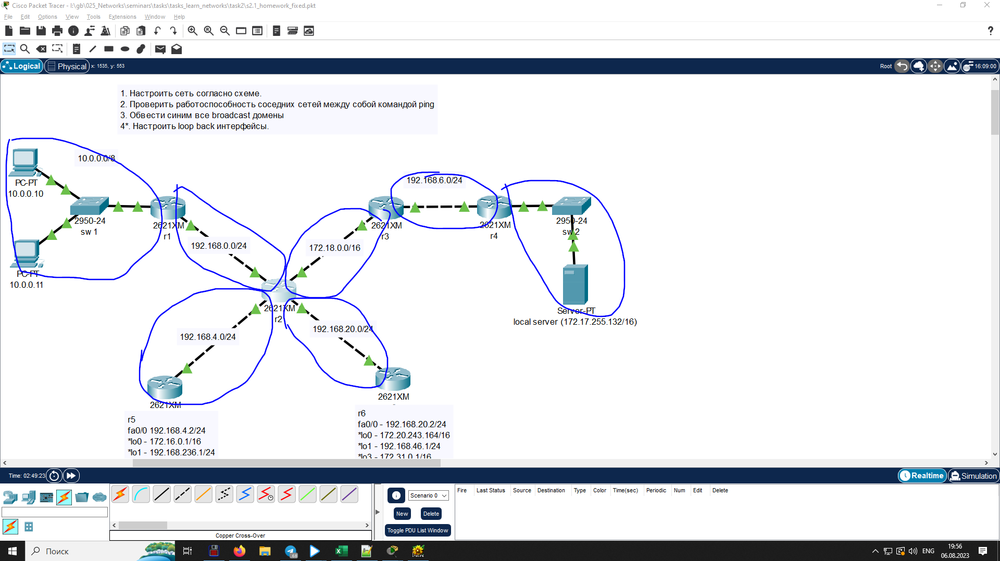 Cisco Packet Tracer - I:\gb\025_Networks\seminars\tasks\tasks_learn_networks\task2\s2.1_homework_fixed.pkt
File Edit Options View Tools Extensions Window Help
Logical Physical x: 1535, y: 553 Root 16:09:00
1. Настроить сеть согласно схеме.
2. Проверить работоспособность соседних сетей между собой командой ping
3. Обвести синим все broadcast домены
4*. Настроить loop back интерфейсы.
10.0.0.0/8
PC-PT
10.0.0.10
2950-24
sw 1
PC-PT
10.0.0.11
2621XM
r1
192.168.0.0/24
172.18.0.0/16
2621XM
r3
192.168.6.0/24
2621XM
r4
2950-24
sw 2
Server-PT
local server (172.17.255.132/16)
2621XM
r2
192.168.4.0/24
192.168.20.0/24
2621XM
2621XM
r5
fa0/0 192.168.4.2/24
*lo0 - 172.16.0.1/16
*lo1 - 192.168.236.1/24
r6
fa0/0 - 192.168.20.2/24
*lo0 - 172.20.243.164/16
*lo1 - 192.168.46.1/24
*lo3 - 172.31.0.1/16
Time: 02:49:23 Realtime Simulation
Scenario 0
New Delete
Toggle PDU List Window
Fire Last Status Source Destination Type Color Time(sec) Periodic Num Edit Delete
Copper Cross-Over
Поиск
68
ENG
19:56
06.08.2023